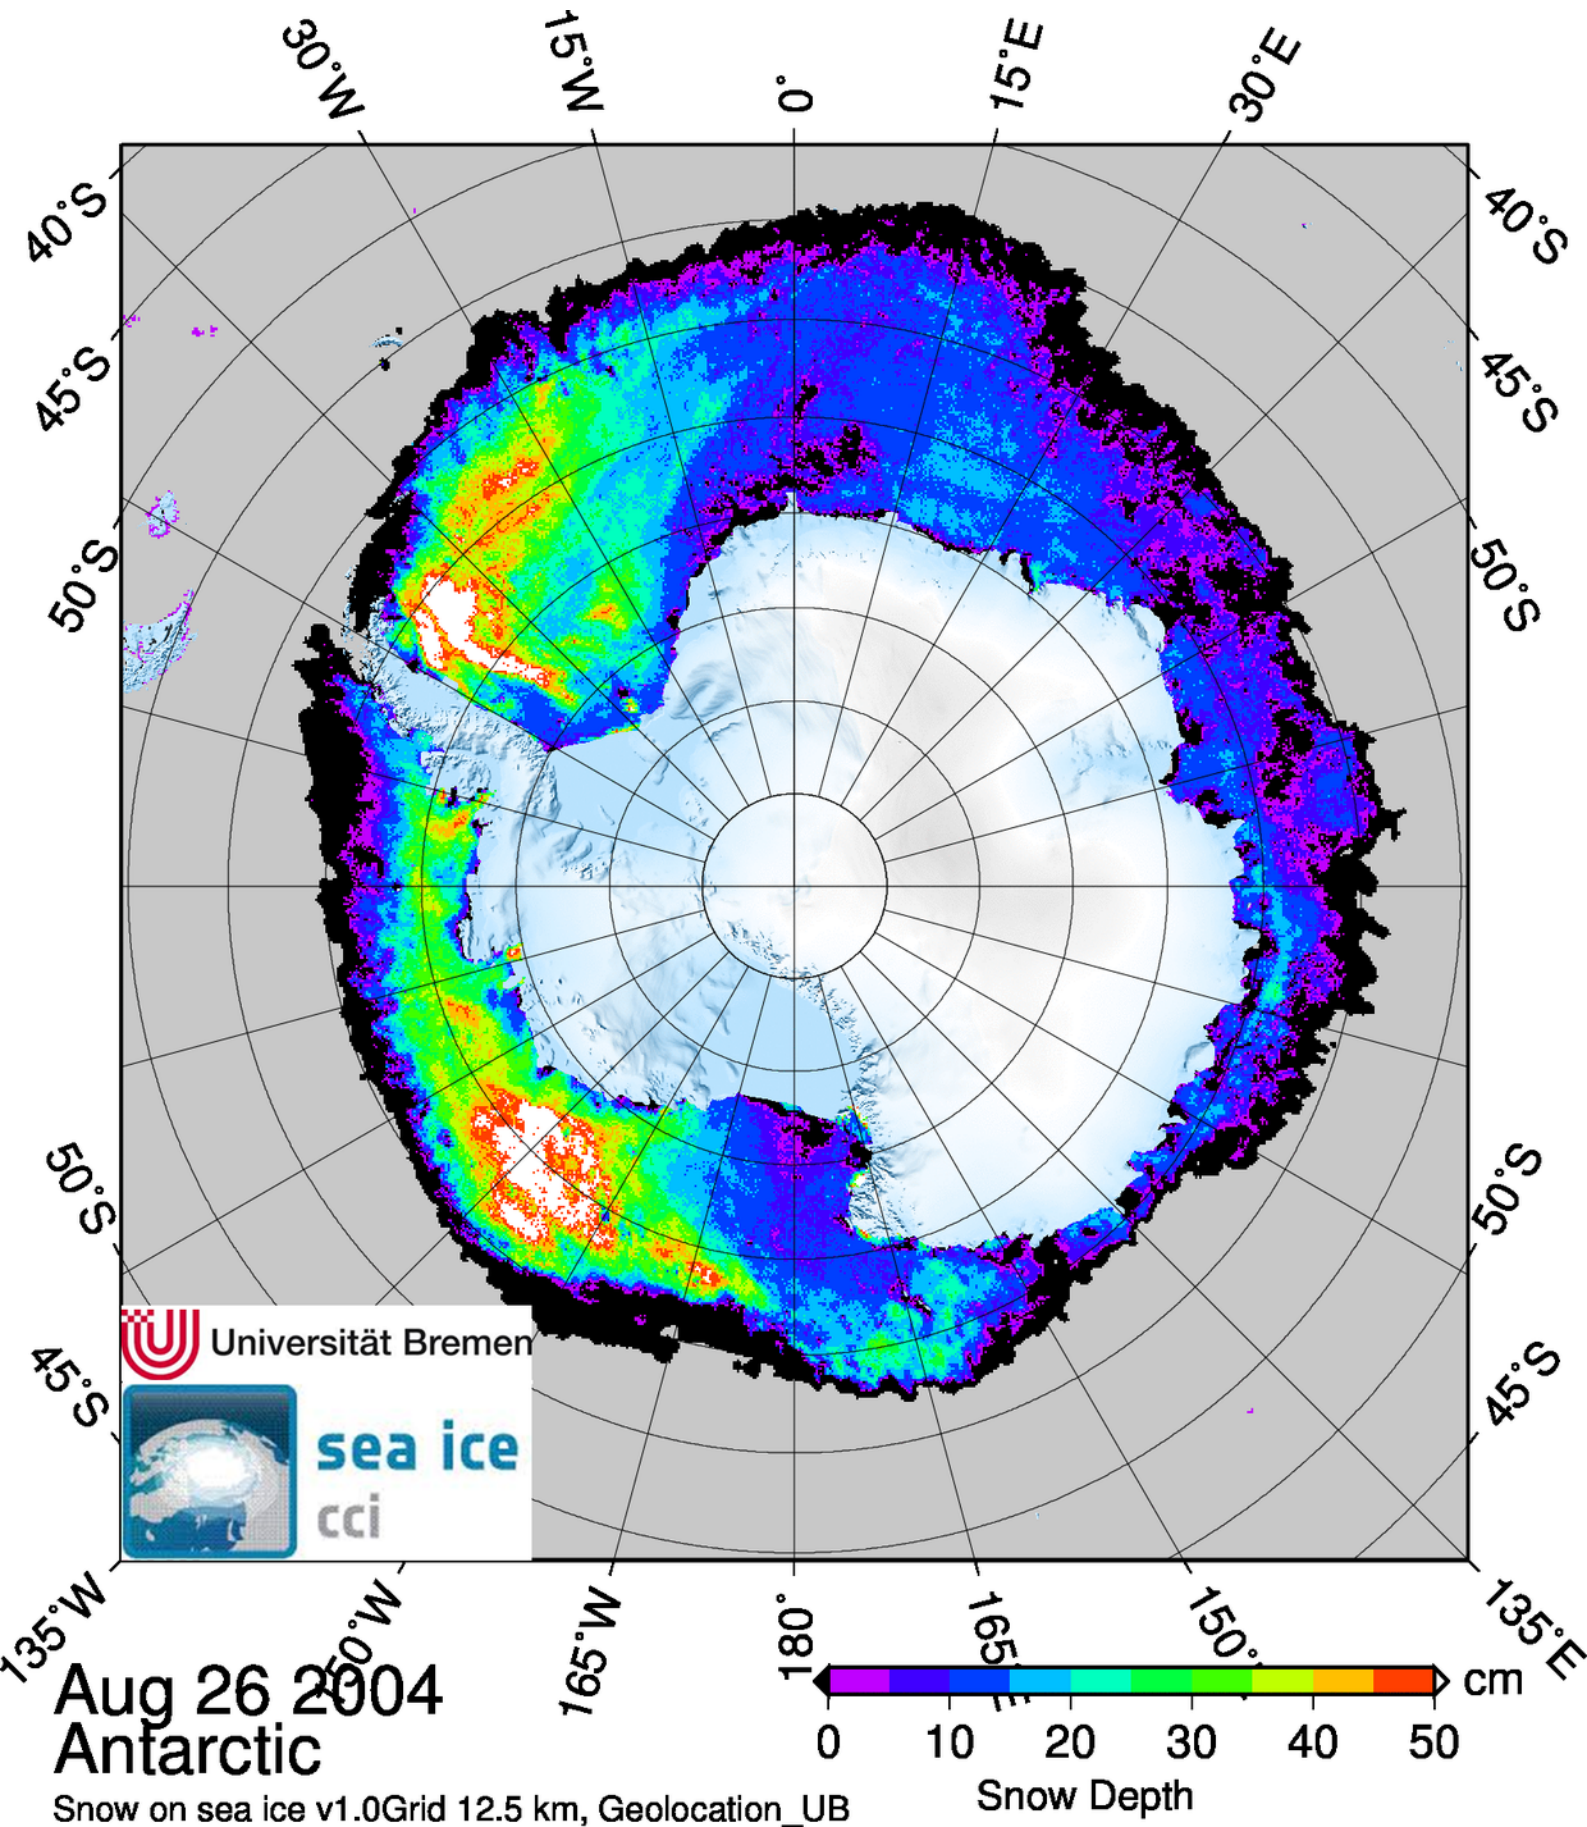 30°W
15°W
0°
15°E
30°E
40°S
40°S
45°S
45°S
50°S
50°S
50°S
50°S
45°S
45°S
Universität Bremen
sea ice
cci
135°W
165°W
180°
135°E
cm
0 10 20 30 40 50
Snow Depth
Aug 26 2004
Antarctic
Snow on sea ice v1.0Grid 12.5 km, Geolocation_UB